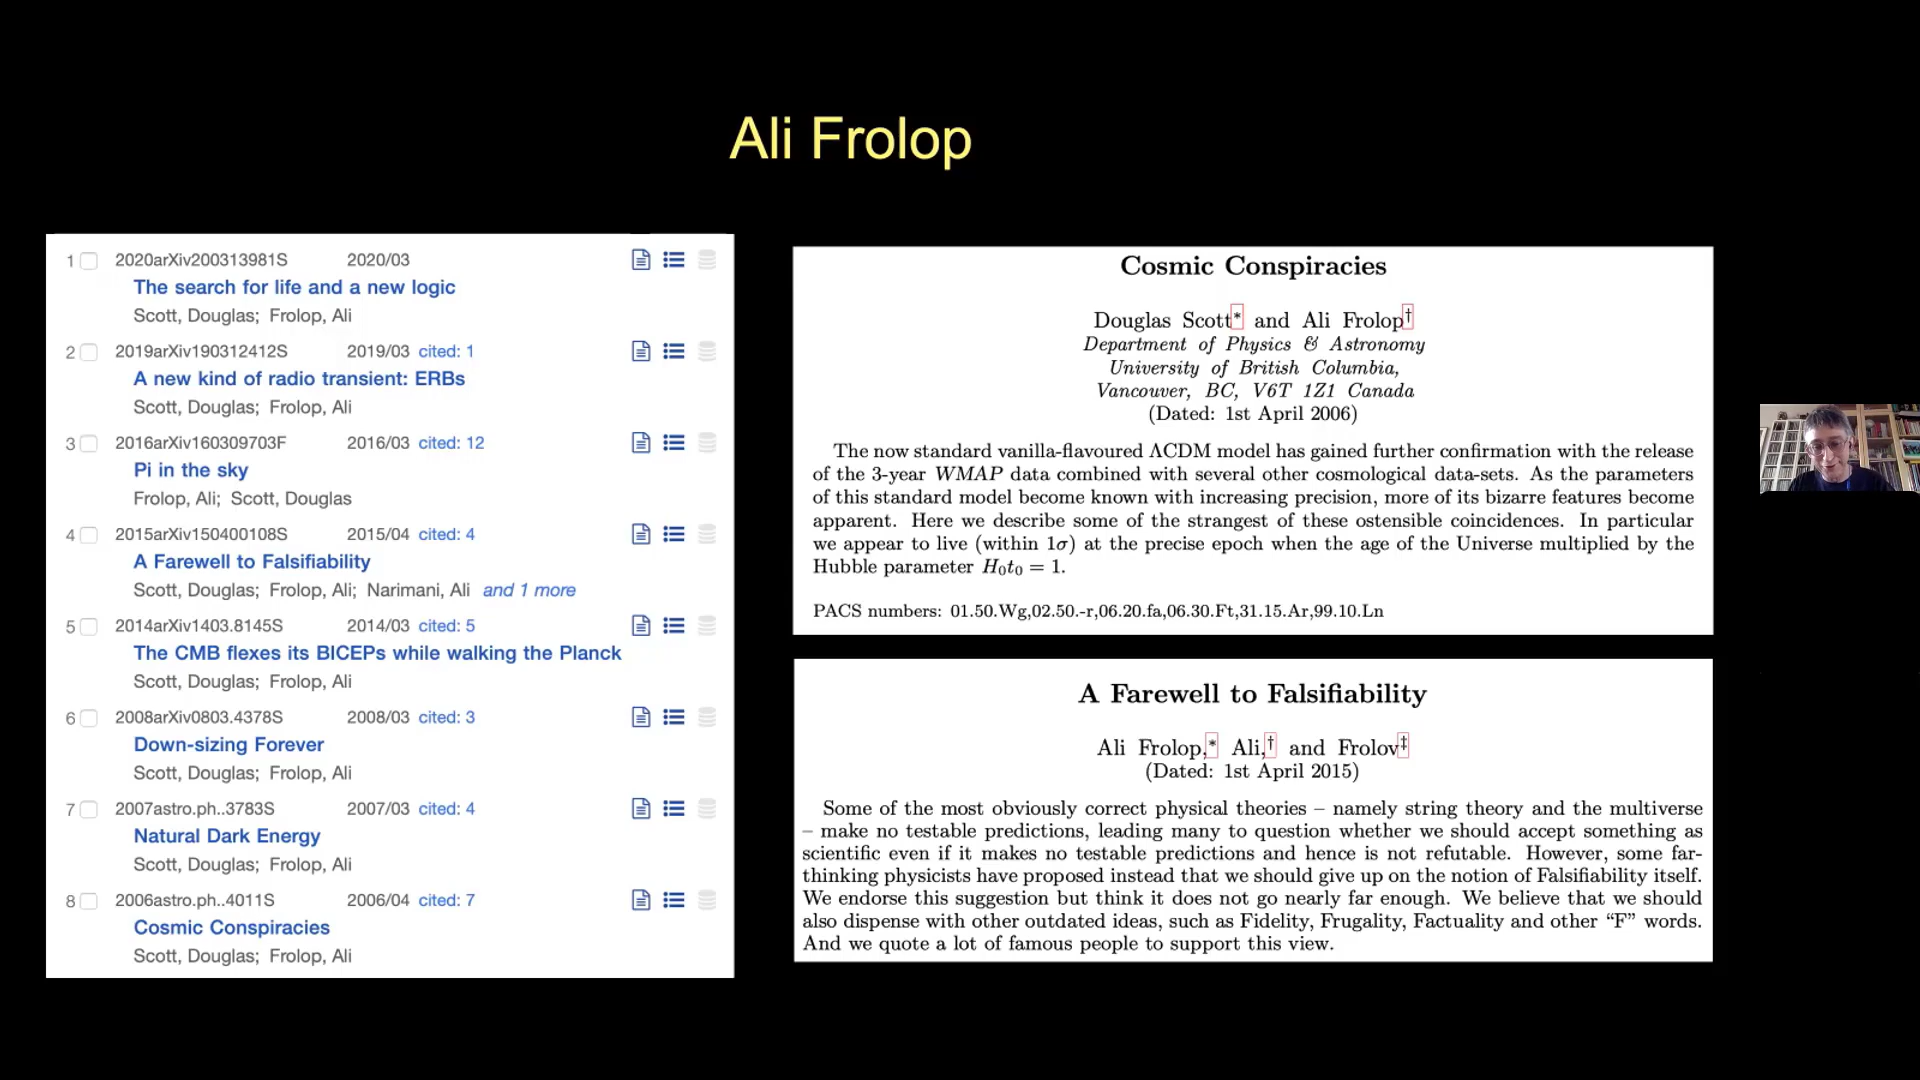 Ali Frolop
1 2020arXiv200313981S 2020/03
The search for life and a new logic
Scott, Douglas; Frolop, Ali
2 2019arXiv190312412S 2019/03 cited: 1
A new kind of radio transient: ERBs
Scott, Douglas; Frolop, Ali
3 2016arXiv160309703F 2016/03 cited: 12
Pi in the sky
Frolop, Ali; Scott, Douglas
4 2015arXiv150400108S 2015/04 cited: 4
A Farewell to Falsifiability
Scott, Douglas; Frolop, Ali; Narimani, Ali and 1 more
5 2014arXiv1403.8145S 2014/03 cited: 5
The CMB flexes its BICEPs while walking the Planck
Scott, Douglas; Frolop, Ali
6 2008arXiv0803.4378S 2008/03 cited: 3
Down-sizing Forever
Scott, Douglas; Frolop, Ali
7 2007astro.ph..3783S 2007/03 cited: 4
Natural Dark Energy
Scott, Douglas; Frolop, Ali
8 2006astro.ph..4011S 2006/04 cited: 7
Cosmic Conspiracies
Scott, Douglas; Frolop, Ali
Cosmic Conspiracies
Douglas Scott* and Ali Frolop†
Department of Physics & Astronomy
University of British Columbia,
Vancouver, BC, V6T 1Z1 Canada
(Dated: 1st April 2006)
The now standard vanilla-flavoured ΛCDM model has gained further confirmation with the release
of the 3-year WMAP data combined with several other cosmological data-sets. As the parameters
of this standard model become known with increasing precision, more of its bizarre features become
apparent. Here we describe some of the strangest of these ostensible coincidences. In particular
we appear to live (within 1σ) at the precise epoch when the age of the Universe multiplied by the
Hubble parameter H₀t₀ = 1.
PACS numbers: 01.50.Wg,02.50.-r,06.20.fa,06.30.Ft,31.15.Ar,99.10.Ln
A Farewell to Falsifiability
Ali Frolop,* Ali,† and Frolov‡
(Dated: 1st April 2015)
Some of the most obviously correct physical theories – namely string theory and the multiverse
– make no testable predictions, leading many to question whether we should accept something as
scientific even if it makes no testable predictions and hence is not refutable. However, some far-
thinking physicists have proposed instead that we should give up on the notion of Falsifiability itself.
We endorse this suggestion but think it does not go nearly far enough. We believe that we should
also dispense with other outdated ideas, such as Fidelity, Frugality, Factuality and other “F” words.
And we quote a lot of famous people to support this view.